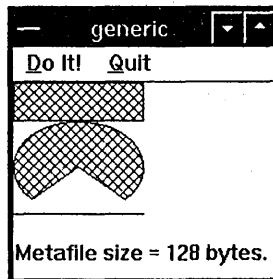 generic
Do It! Quit
Metafile size = 128 bytes.